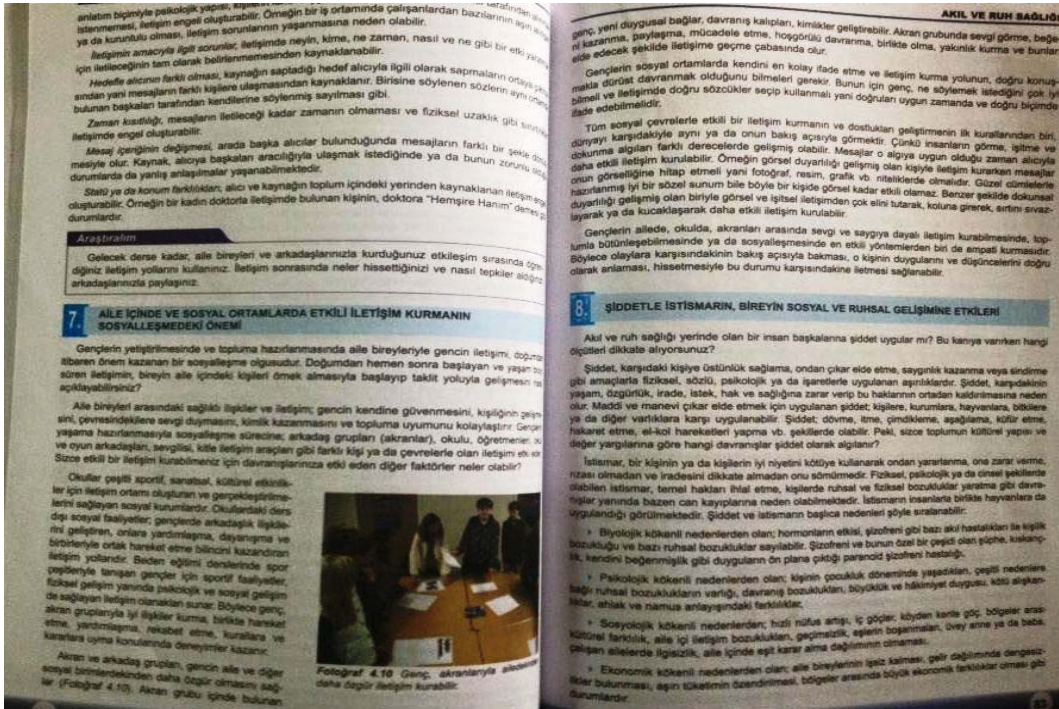 anlatım biçimiyle psikolojik yapısı,
istenmemesi, iletişim engeli oluşturabilir. Örneğin bir iş ortamında çalışanlardan bazılarının aşırı
ya da kuruntulu olması, iletişim sorunlarının yaşanmasına neden olabilir.
İletişimin amacıyla ilgili sorunlar, iletişimde neyin, kime, ne zaman, nasıl ve ne gibi bir etki
için iletileceğinin tam olarak belirlenmemesinden kaynaklanabilir.
Hedefle alıcının farklı olması, kaynağın saptadığı hedef alıcıyla ilgili olarak sapmaların ortaya
sından yani mesajların farklı kişilere ulaşmasından kaynaklanır. Birisine söylenen sözlerin aynı
bulunan başkaları tarafından kendilerine söylenmiş sayılması gibi.
Zaman kısıtlılığı, mesajların iletileceği kadar zamanın olmaması ve fiziksel uzaklık gibi
iletişimde engel oluşturabilir.
Mesaj içeriğinin değişmesi, arada başka alıcılar bulunduğunda mesajların farklı bir şekle
mesiyle olur. Kaynak, alıcıya başkaları aracılığıyla ulaşmak istediğinde ya da bunun zorunlu
durumlarda da yanlış anlaşılmalar yaşanabilmektedir.
Statü ya da konum farklılıkları, alıcı ve kaynağın toplum içindeki yerinden kaynaklanan iletişim
oluşturabilir. Örneğin bir kadın doktorla iletişimde bulunan kişinin, doktora "Hemşire Hanım" demesi
durumlardır.
Araştıralım
Gelecek derse kadar, aile bireyleri ve arkadaşlarınızla kurduğunuz etkileşim sırasında öğren-
diğiniz iletişim yollarını kullanınız. İletişim sonrasında neler hissettiğinizi ve nasıl tepkiler aldığınızı
arkadaşlarınızla paylaşınız.
7. AİLE İÇİNDE VE SOSYAL ORTAMLARDA ETKİLİ İLETİŞİM KURMANIN
SOSYALLEŞMEDEKİ ÖNEMİ
Gençlerin yetiştirilmesinde ve topluma hazırlanmasında aile bireyleriyle gencin iletişimi, doğumdan
itibaren önem kazanan bir sosyalleşme olgusudur. Doğumdan hemen sonra başlayan ve yaşam boyu
süren iletişimin, bireyin aile içindeki kişileri örnek almasıyla başlayıp taklit yoluyla gelişmesini nasıl
açıklayabilirsiniz?
Aile bireyleri arasındaki sağlıklı ilişkiler ve iletişim; gencin kendine güvenmesini, kişiliğinin gelişme-
sini, çevresindekilere sevgi duymasını, kimlik kazanmasını ve topluma uyumunu kolaylaştırır. Gençlerin
yaşama hazırlanmasıyla sosyalleşme sürecine; arkadaş grupları (akranlar), okulu, öğretmenleri,
ve oyun arkadaşları, sevgilisi, kitle iletişim araçları gibi farklı kişi ya da çevrelerle olan iletişimi etki eder.
Sizce etkili bir iletişim kurabilmeniz için davranışlarınıza etki eden diğer faktörler neler olabilir?
Okullar çeşitli sportif, sanatsal, kültürel etkinlik-
ler için iletişim ortamı oluşturan ve gerçekleştirilme-
lerini sağlayan sosyal kurumlardır. Okullardaki ders
dışı sosyal faaliyetler; gençlerde arkadaşlık ilişkile-
rini geliştiren, onlara yardımlaşma, dayanışma ve
birbirleriyle ortak hareket etme bilincini kazandıran
iletişim yollarıdır. Beden eğitimi derslerinde spor
çeşitleriyle tanışan gençler için sportif faaliyetler,
fiziksel gelişim yanında psikolojik ve sosyal gelişim
de sağlayan iletişim olanakları sunar. Böylece genç,
akran gruplarıyla iyi ilişkiler kurma, birlikte hareket
etme, yardımlaşma, rekabet etme, kurallara ve
kararlara uyma konularında deneyimler kazanır.
Akran ve arkadaş grupları, gencin aile ve diğer
sosyal birimlerdekinden daha özgür olmasını sağ-
lar (Fotoğraf 4.10). Akran grubu içinde bulunan
Fotoğraf 4.10 Genç, akranlarıyla ailedekinden
daha özgür iletişim kurabilir.
AKIL VE RUH SAĞLIĞI
genç, yeni duygusal bağlar, davranış kalıpları, kimlikler geliştirebilir. Akran grubunda sevgi görme, beğe-
ni kazanma, paylaşma, mücadele etme, hoşgörülü davranma, birlikte olma, yakınlık kurma ve bunları
elde edecek şekilde iletişime geçme çabasında olur.
Gençlerin sosyal ortamlarda kendini en kolay ifade etme ve iletişim kurma yolunun, doğru konuş-
makla dürüst davranmak olduğunu bilmeleri gerekir. Bunun için genç, ne söylemek istediğini çok iyi
bilmeli ve iletişimde doğru sözcükler seçip kullanmalı yani doğruları uygun zamanda ve doğru biçimde
ifade edebilmelidir.
Tüm sosyal çevrelerle etkili bir iletişim kurmanın ve dostlukları geliştirmenin ilk kurallarından biri,
dünyayı karşıdakiyle aynı ya da onun bakış açısıyla görmektir. Çünkü insanların görme, işitme ve
dokunma algıları farklı derecelerde gelişmiş olabilir. Mesajlar o algıya uygun olduğu zaman alıcıyla
daha etkili iletişim kurulabilir. Örneğin görsel duyarlılığı gelişmiş olan kişiyle iletişim kurarken mesajlar
onun görselliğine hitap etmeli yani fotoğraf, resim, grafik vb. niteliklerde olmalıdır. Güzel cümlelerle
hazırlanmış iyi bir sözel sunum bile böyle bir kişide görsel kadar etkili olamaz. Benzer şekilde dokunsal
duyarlılığı gelişmiş olan biriyle görsel ve işitsel iletişimden çok elini tutarak, koluna girerek, sırtını sıvaz-
layarak ya da kucaklaşarak daha etkili iletişim kurulabilir.
Gençlerin ailede, okulda, akranları arasında sevgi ve saygıya dayalı iletişim kurabilmesinde, top-
lumla bütünleşebilmesinde ya da sosyalleşmesinde en etkili yöntemlerden biri de empati kurmasıdır.
Böylece olaylara karşısındakinin bakış açısıyla bakması, o kişinin duygularını ve düşüncelerini doğru
olarak anlaması, hissetmesiyle bu durumu karşısındakine iletmesi sağlanabilir.
8. ŞİDDETLE İSTİSMARIN, BİREYİN SOSYAL VE RUHSAL GELİŞİMİNE ETKİLERİ
Akıl ve ruh sağlığı yerinde olan bir insan başkalarına şiddet uygular mı? Bu kanıya varırken hangi
ölçütleri dikkate alıyorsunuz?
Şiddet, karşıdaki kişiye üstünlük sağlama, ondan çıkar elde etme, saygınlık kazanma veya sindirme
gibi amaçlarla fiziksel, sözlü, psikolojik ya da işaretlerle uygulanan aşırılıklardır. Şiddet, karşıdakinin
yaşam, özgürlük, irade, istek, hak ve sağlığına zarar verip bu haklarının ortadan kaldırılmasına neden
olur. Maddi ve manevi çıkar elde etmek için uygulanan şiddet; kişilere, kurumlara, hayvanlara, bitkilere
ya da diğer varlıklara karşı uygulanabilir. Şiddet; dövme, itme, çimdikleme, aşağılama, küfür etme,
hakaret etme, el-kol hareketleri yapma vb. şekillerde olabilir. Peki, sizce toplumun kültürel yapısı ve
değer yargılarına göre hangi davranışlar şiddet olarak algılanır?
İstismar, bir kişinin ya da kişilerin iyi niyetini kötüye kullanarak ondan yararlanma, ona zarar verme,
rızası olmadan ve iradesini dikkate almadan onu sömürmedir. Fiziksel, psikolojik ya da cinsel şekillerde
olabilen istismar, temel hakları ihlal etme, kişilerde ruhsal ve fiziksel bozukluklar yaratma gibi davra-
nışlar yanında bazen can kayıplarına neden olabilmektedir. İstismarın insanlarla birlikte hayvanlara da
uygulandığı görülmektedir. Şiddet ve istismarın başlıca nedenleri şöyle sıralanabilir:
Biyolojik kökenli nedenlerden olan; hormonların etkisi, şizofreni gibi bazı akıl hastalıkları ile kişilik
bozukluğu ve bazı ruhsal bozukluklar sayılabilir. Şizofreni ve bunun özel bir çeşidi olan şüphe, kıskanç-
lık, kendini beğenmişlik gibi duyguların ön plana çıktığı paranoid şizofreni hastalığı.
Psikolojik kökenli nedenlerden olan; kişinin çocukluk döneminde yaşadıkları, çeşitli nedenlere
bağlı ruhsal bozuklukların varlığı, davranış bozuklukları, büyüklük ve hâkimiyet duygusu, kötü alışkan-
lıklar, ahlak ve namus anlayışındaki farklılıklar,
Sosyolojik kökenli nedenlerden; hızlı nüfus artışı, iç göçler, köyden kente göç, bölgeler arası
kültürel farklılık, aile içi iletişim bozuklukları, geçimsizlik, eşlerin boşanmaları, üvey anne ya da baba,
çalışan ailelerde ilgisizlik, aile içinde eşit karar alma dağılımının olmaması.
Ekonomik kökenli nedenlerden olan; aile bireylerinin işsiz kalması, gelir dağılımında dengesiz-
likler bulunması, aşırı tüketimin özendirilmesi, bölgeler arasında büyük ekonomik farklılıklar olması gibi
durumlardır.